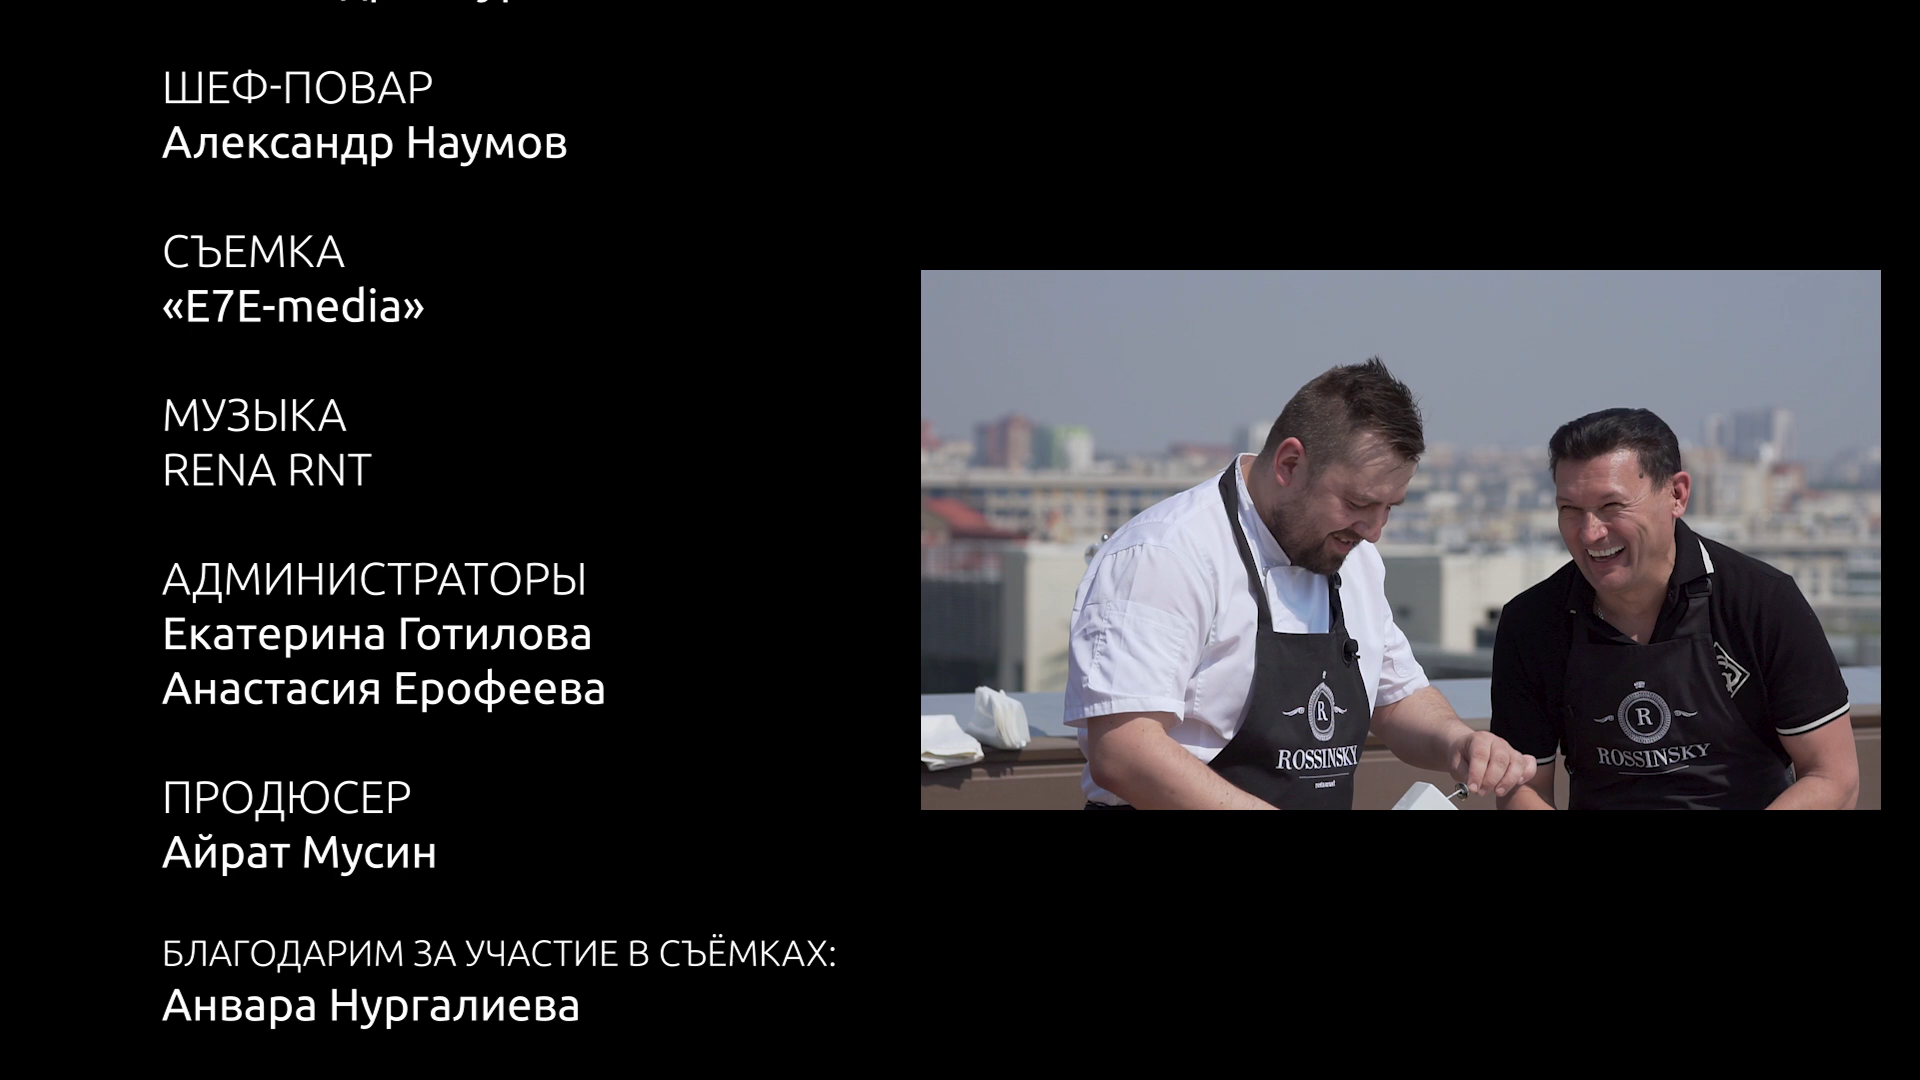 ШЕФ-ПОВАР
Александр Наумов
СЪЕМКА
«E7E-media»
МУЗЫКА
RENA RNT
АДМИНИСТРАТОРЫ
Екатерина Готилова
Анастасия Ерофеева
ПРОДЮСЕР
Айрат Мусин
БЛАГОДАРИМ ЗА УЧАСТИЕ В СЪЁМКАХ:
Анвара Нургалиева
R
ROSSINSKY
restaurant
R
ROSSINSKY